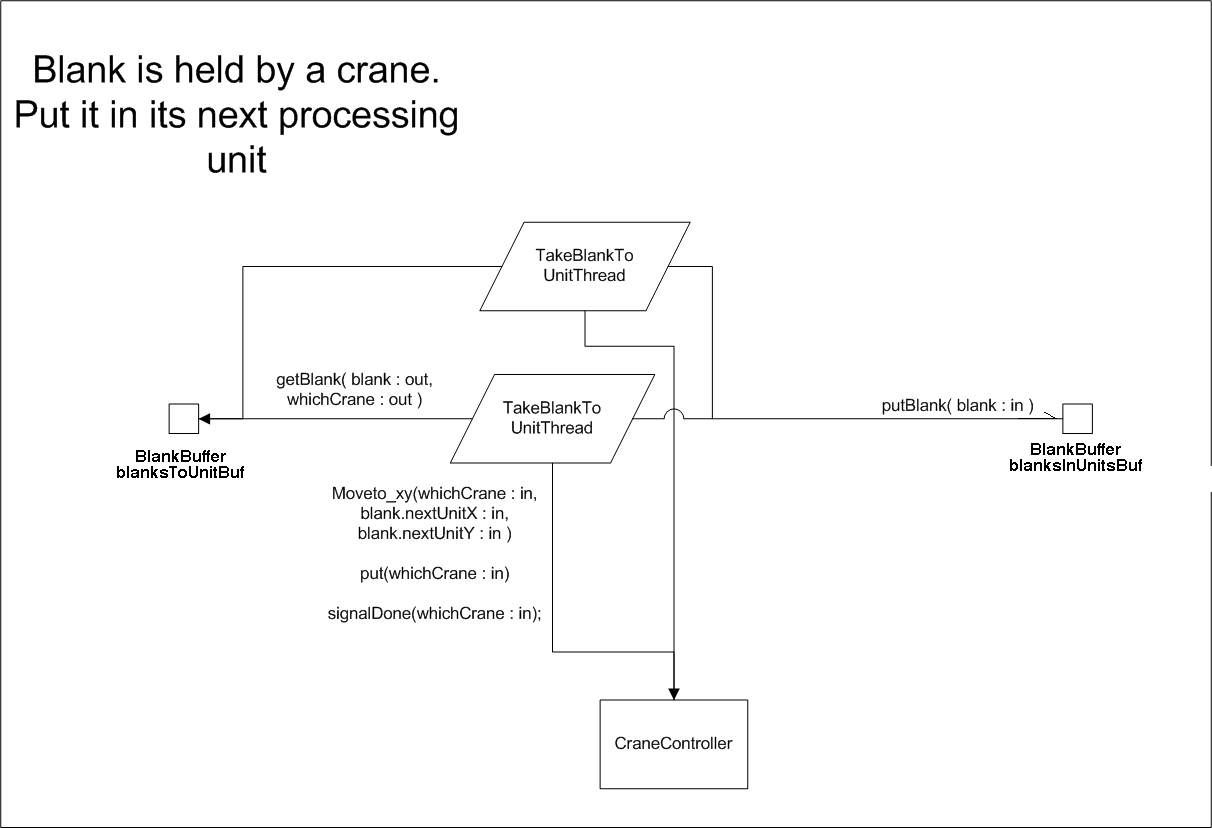 Blank is held by a crane.
Put it in its next processing
unit
TakeBlankTo
UnitThread
getBlank( blank : out,
whichCrane : out )
TakeBlankTo
UnitThread
putBlank( blank : in )
BlankBuffer
blanksToUnitBuf
BlankBuffer
blanksInUnitsBuf
Moveto_xy(whichCrane : in,
blank.nextUnitX : in,
blank.nextUnitY : in )
put(whichCrane : in)
signalDone(whichCrane : in);
CraneController